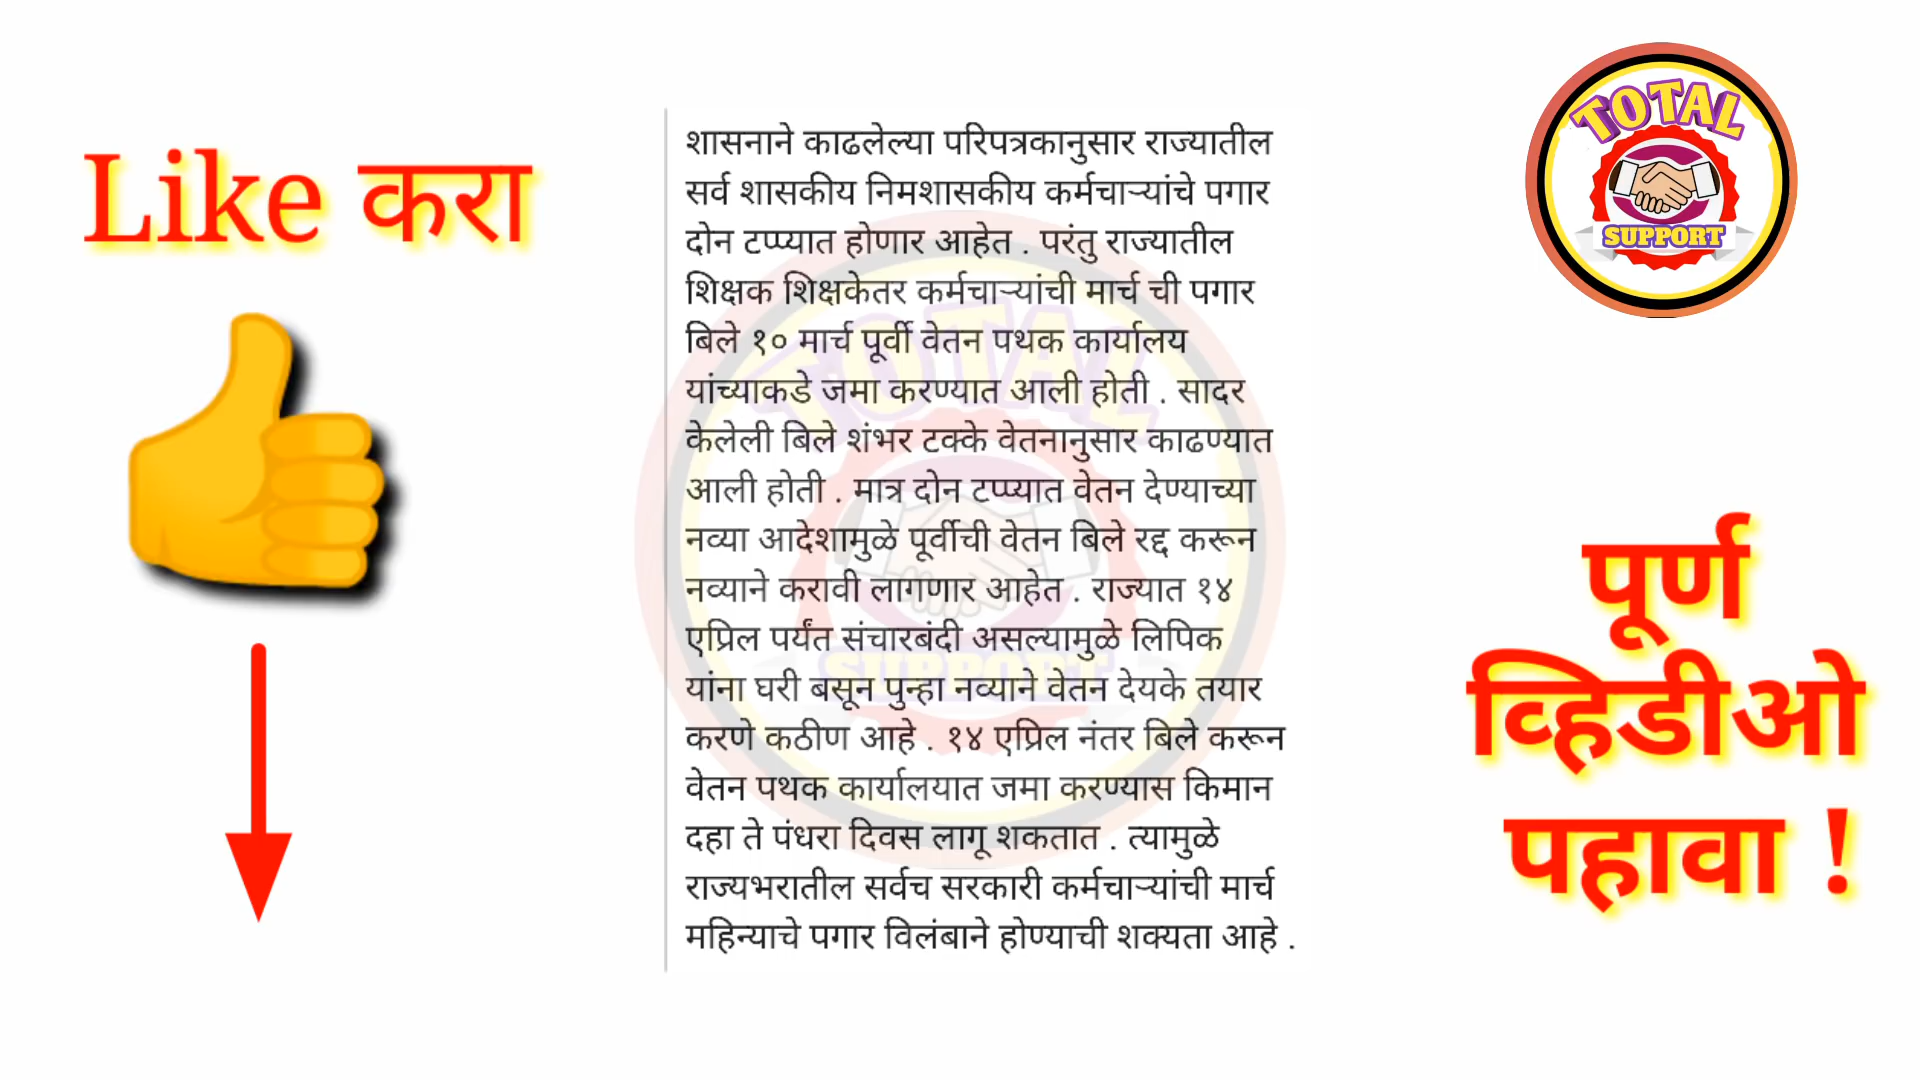 Like करा
शासनाने काढलेल्या परिपत्रकानुसार राज्यातील
सर्व शासकीय निमशासकीय कर्मचाऱ्यांचे पगार
दोन टप्प्यात होणार आहेत . परंतु राज्यातील
शिक्षक शिक्षकेतर कर्मचाऱ्यांची मार्च ची पगार
बिले १० मार्च पूर्वी वेतन पथक कार्यालय
यांच्याकडे जमा करण्यात आली होती . सादर
केलेली बिले शंभर टक्के वेतनानुसार काढण्यात
आली होती . मात्र दोन टप्प्यात वेतन देण्याच्या
नव्या आदेशामुळे पूर्वीची वेतन बिले रद्द करून
नव्याने करावी लागणार आहेत . राज्यात १४
एप्रिल पर्यंत संचारबंदी असल्यामुळे लिपिक
यांना घरी बसून पुन्हा नव्याने वेतन देयके तयार
करणे कठीण आहे . १४ एप्रिल नंतर बिले करून
वेतन पथक कार्यालयात जमा करण्यास किमान
दहा ते पंधरा दिवस लागू शकतात . त्यामुळे
राज्यभरातील सर्वच सरकारी कर्मचाऱ्यांची मार्च
महिन्याचे पगार विलंबाने होण्याची शक्यता आहे .
TOTAL
SUPPORT
TOTAL
SUPPORT
पूर्ण
व्हिडीओ
पहावा !